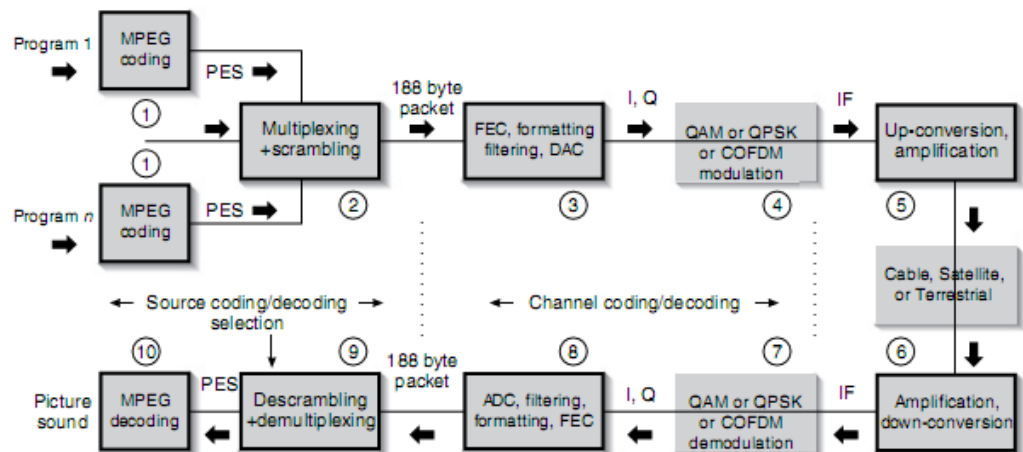 Program 1
MPEG
coding
PES
188 byte
packet
I, Q
IF
1
Multiplexing
+scrambling
FEC, formatting
filtering, DAC
QAM or QPSK
or COFDM
modulation
Up-conversion,
amplification
1
Program n
MPEG
coding
PES
2
3
4
5
Cable, Satellite,
or Terrestrial
Source coding/decoding
selection
Channel coding/decoding
10
9
8
7
6
188 byte
packet
Picture
sound
MPEG
decoding
PES
Descrambling
+demultiplexing
ADC, filtering,
formatting, FEC
I, Q
QAM or QPSK
or COFDM
demodulation
IF
Amplification,
down-conversion